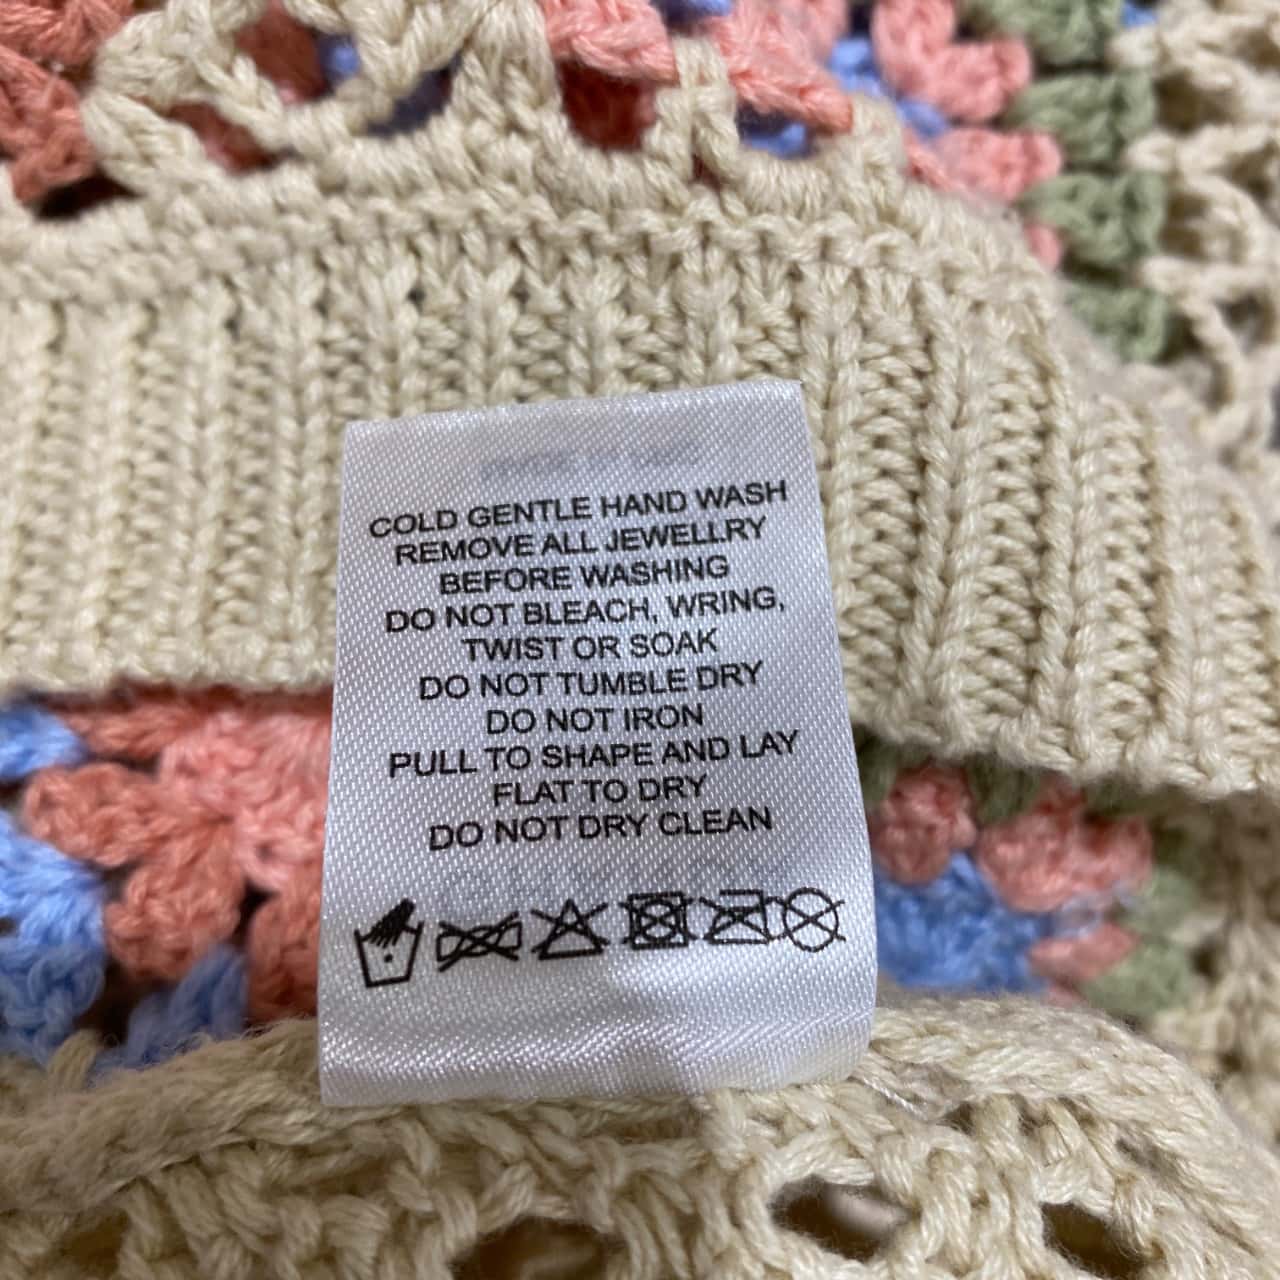 COLD GENTLE HAND WASH
REMOVE ALL JEWELLRY
BEFORE WASHING
DO NOT BLEACH, WRING,
TWIST OR SOAK
DO NOT TUMBLE DRY
DO NOT IRON
PULL TO SHAPE AND LAY
FLAT TO DRY
DO NOT DRY CLEAN